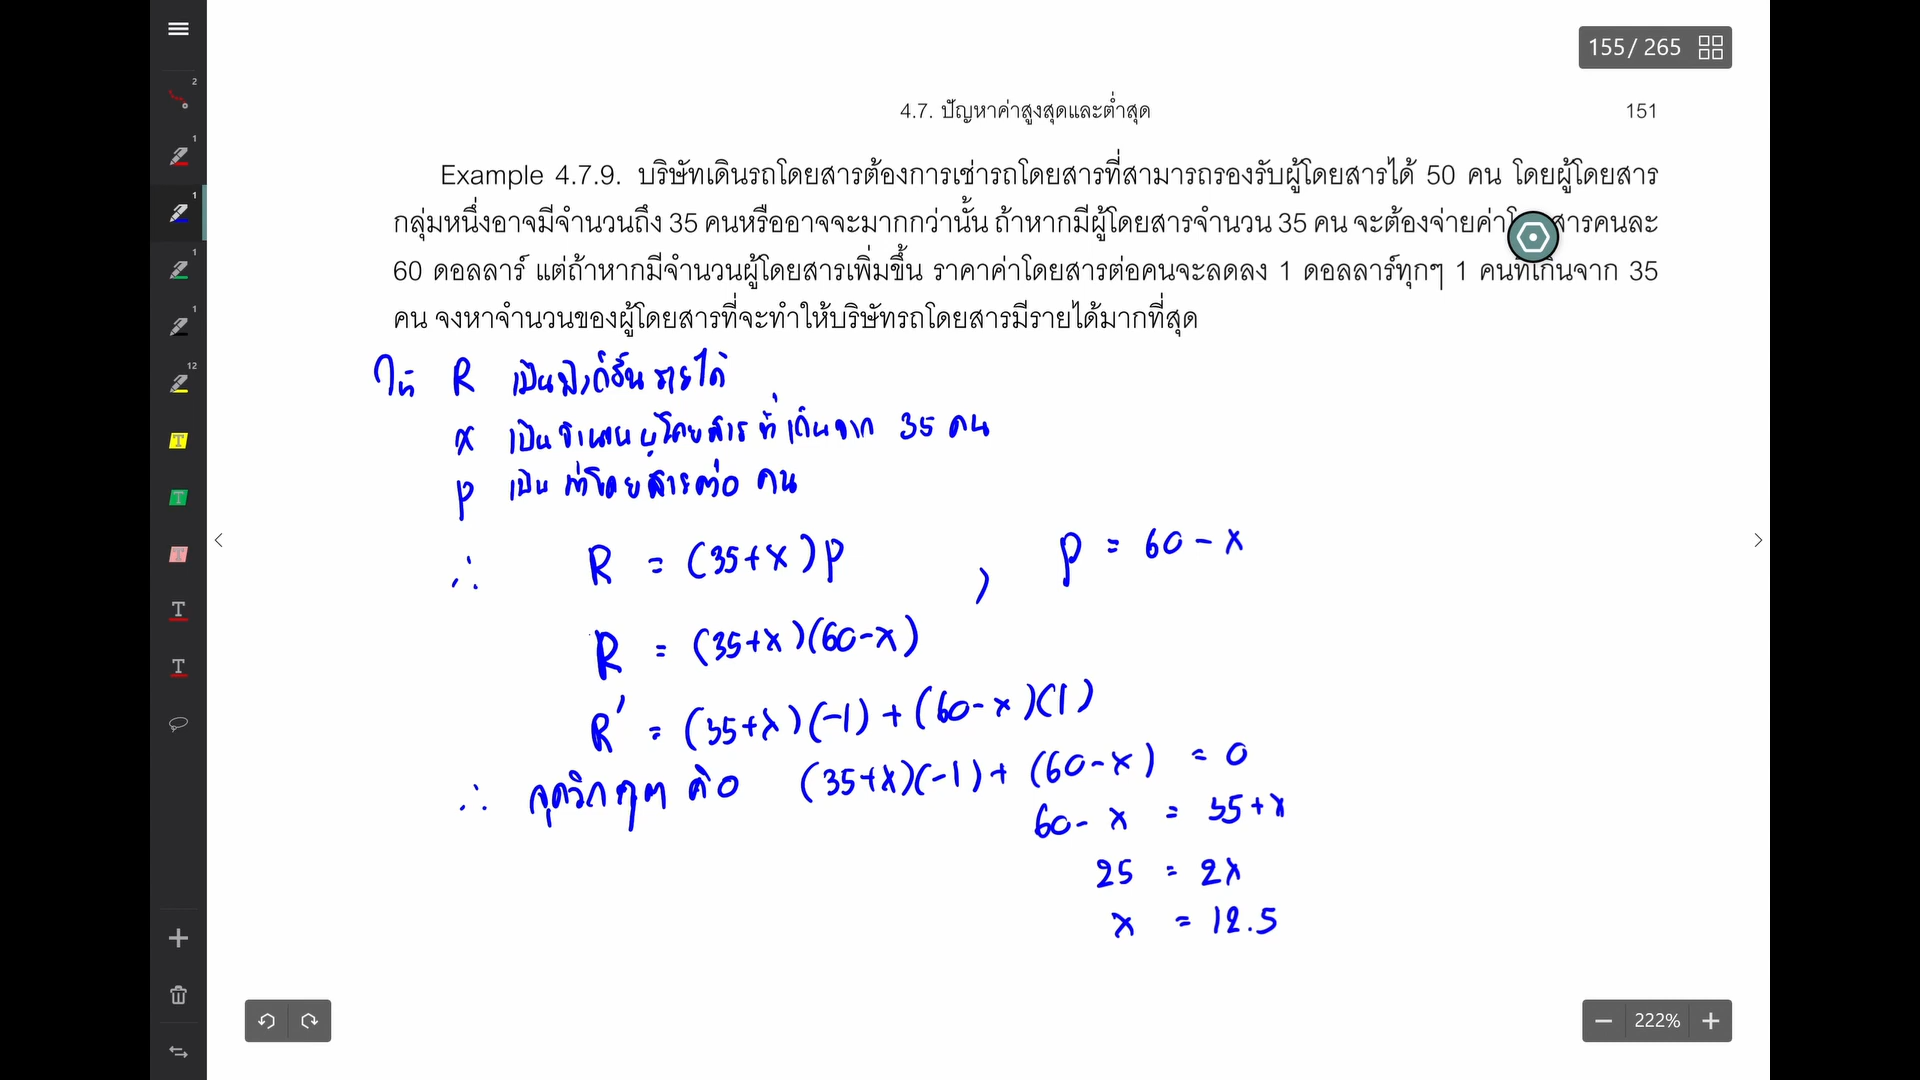 155 / 265
4.7. ปัญหาค่าสูงสุดและต่ำสุด 151
Example 4.7.9. บริษัทเดินรถโดยสารต้องการเช่ารถโดยสารที่สามารถรองรับผู้โดยสารได้ 50 คน โดยผู้โดยสาร
กลุ่มหนึ่งอาจมีจำนวนถึง 35 คนหรืออาจจะมากกว่านั้น ถ้าหากมีผู้โดยสารจำนวน 35 คน จะต้องจ่ายค่าโดยสารคนละ
60 ดอลลาร์ แต่ถ้าหากมีจำนวนผู้โดยสารเพิ่มขึ้น ราคาค่าโดยสารต่อคนจะลดลง 1 ดอลลาร์ทุกๆ 1 คนที่เกินจาก 35
คน จงหาจำนวนของผู้โดยสารที่จะทำให้บริษัทรถโดยสารมีรายได้มากที่สุด
ให้ R เป็นฟังก์ชันรายได้
x เป็นจำนวนผู้โดยสารที่เกินจาก 35 คน
p เป็นค่าโดยสารต่อคน
∴ R = (35+x)p , p = 60-x
R = (35+x)(60-x)
R' = (35+x)(-1)+(60-x)(1)
∴ จุดวิกฤต คือ (35+x)(-1)+(60-x) = 0
60-x = 35+x
25 = 2x
x = 12.5
222%
2
1
1
1
1
12
T
T
T
T
T